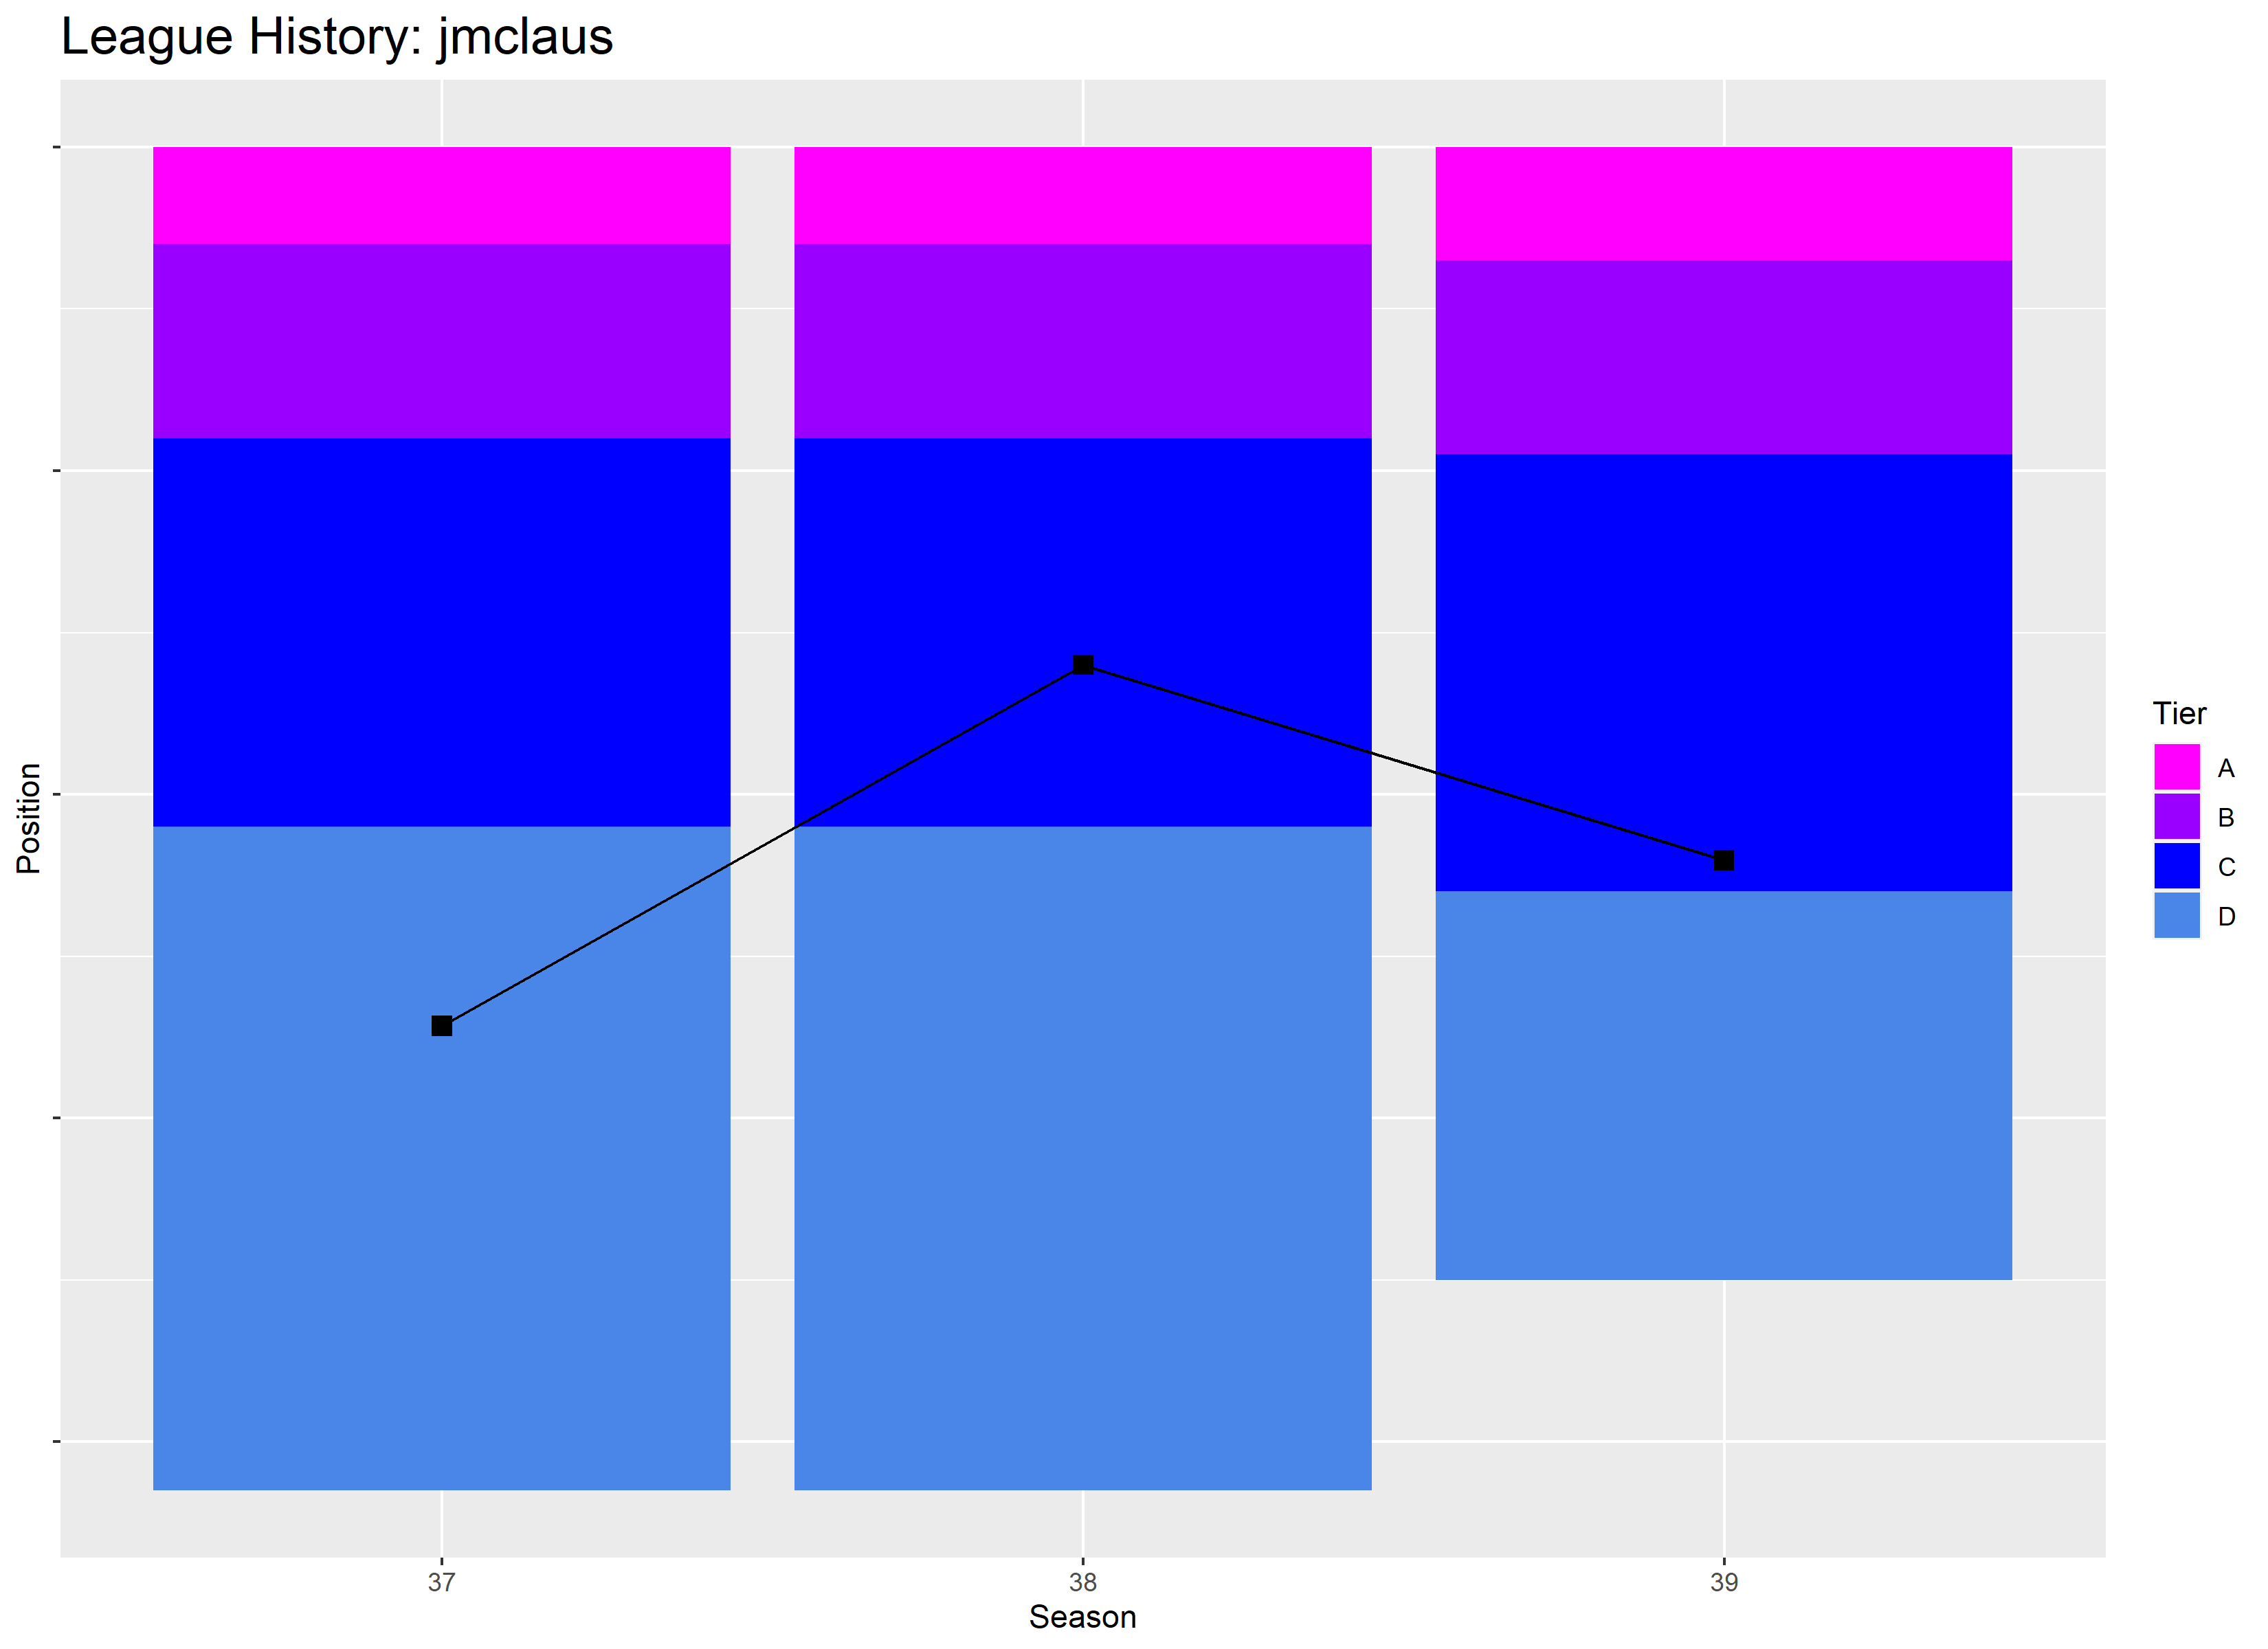 League History: jmclaus
Position
Tier
A
B
C
D
37
38
39
Season